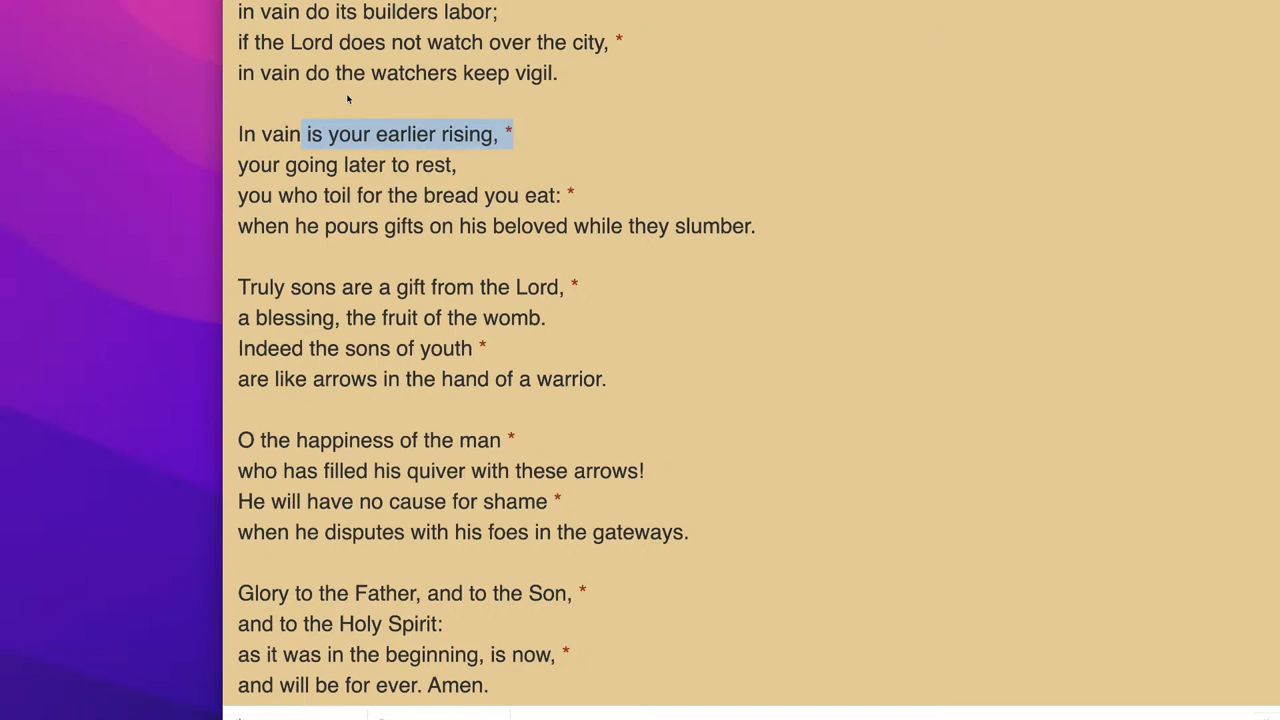 in vain do its builders labor;
if the Lord does not watch over the city, *
in vain do the watchers keep vigil.
In vain is your earlier rising, *
your going later to rest,
you who toil for the bread you eat: *
when he pours gifts on his beloved while they slumber.
Truly sons are a gift from the Lord, *
a blessing, the fruit of the womb.
Indeed the sons of youth *
are like arrows in the hand of a warrior.
O the happiness of the man *
who has filled his quiver with these arrows!
He will have no cause for shame *
when he disputes with his foes in the gateways.
Glory to the Father, and to the Son, *
and to the Holy Spirit:
as it was in the beginning, is now, *
and will be for ever. Amen.